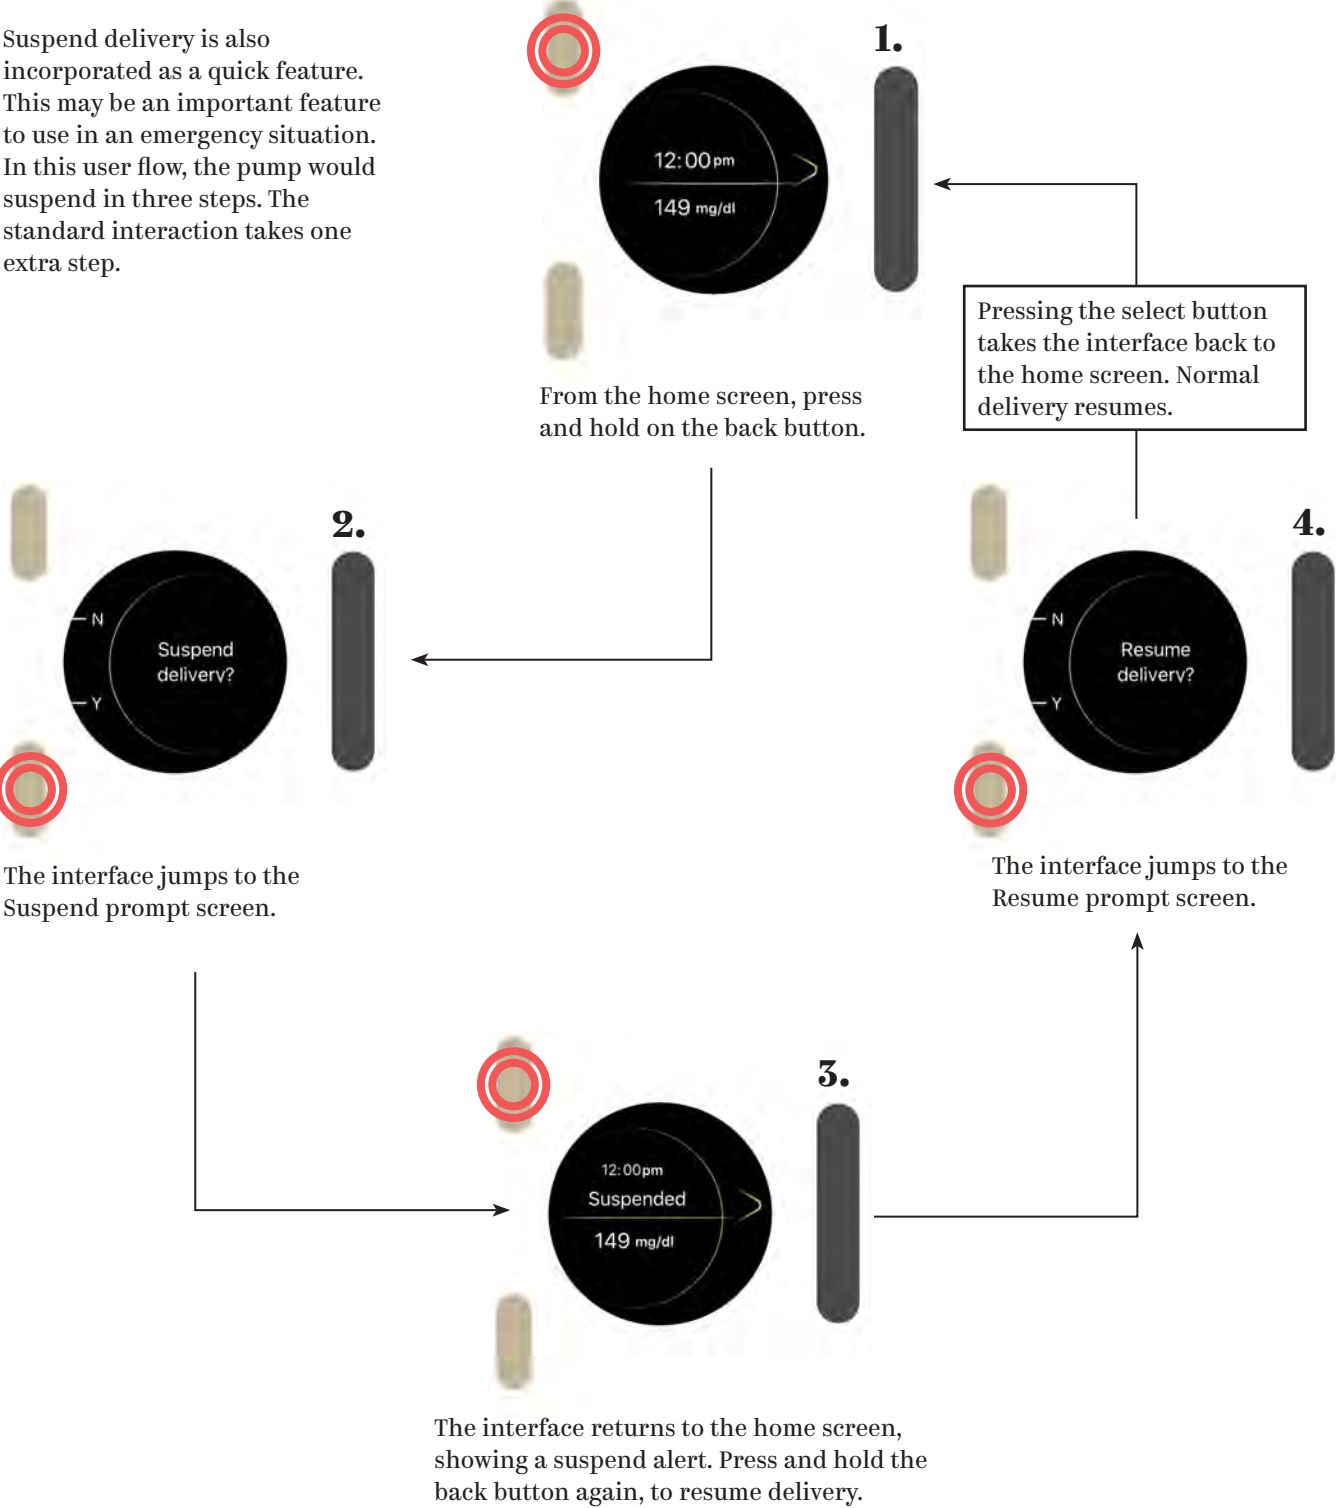 Suspend delivery is also
incorporated as a quick feature.
This may be an important feature
to use in an emergency situation.
In this user flow, the pump would
suspend in three steps. The
standard interaction takes one
extra step.
1.
12:00 pm
149 mg/dl
From the home screen, press
and hold on the back button.
Pressing the select button
takes the interface back to
the home screen. Normal
delivery resumes.
2.
N
Suspend
delivery?
Y
The interface jumps to the
Suspend prompt screen.
4.
N
Resume
delivery?
Y
The interface jumps to the
Resume prompt screen.
3.
12:00pm
Suspended
149 mg/dl
The interface returns to the home screen,
showing a suspend alert. Press and hold the
back button again, to resume delivery.